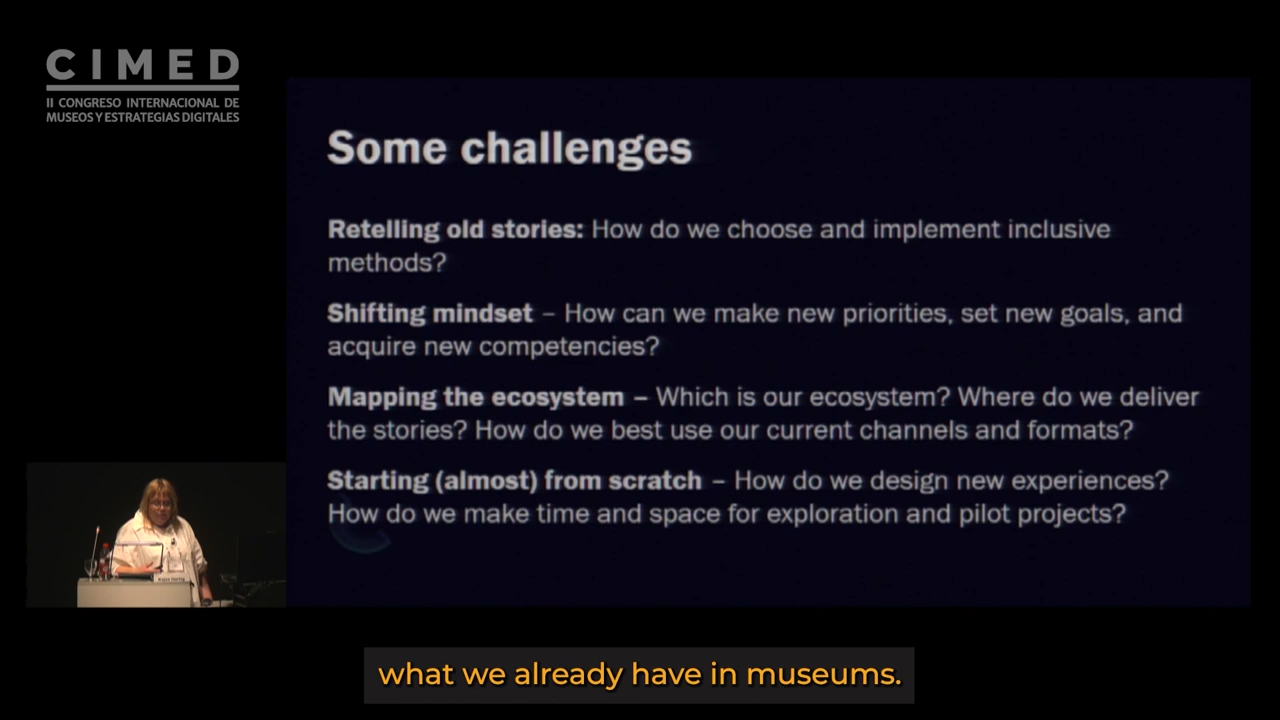 CIMED
II CONGRESO INTERNACIONAL DE
MUSEOS Y ESTRATEGIAS DIGITALES
Some challenges
Retelling old stories: How do we choose and implement inclusive
methods?
Shifting mindset – How can we make new priorities, set new goals, and
acquire new competencies?
Mapping the ecosystem – Which is our ecosystem? Where do we deliver
the stories? How do we best use our current channels and formats?
Starting (almost) from scratch – How do we design new experiences?
How do we make time and space for exploration and pilot projects?
what we already have in museums.